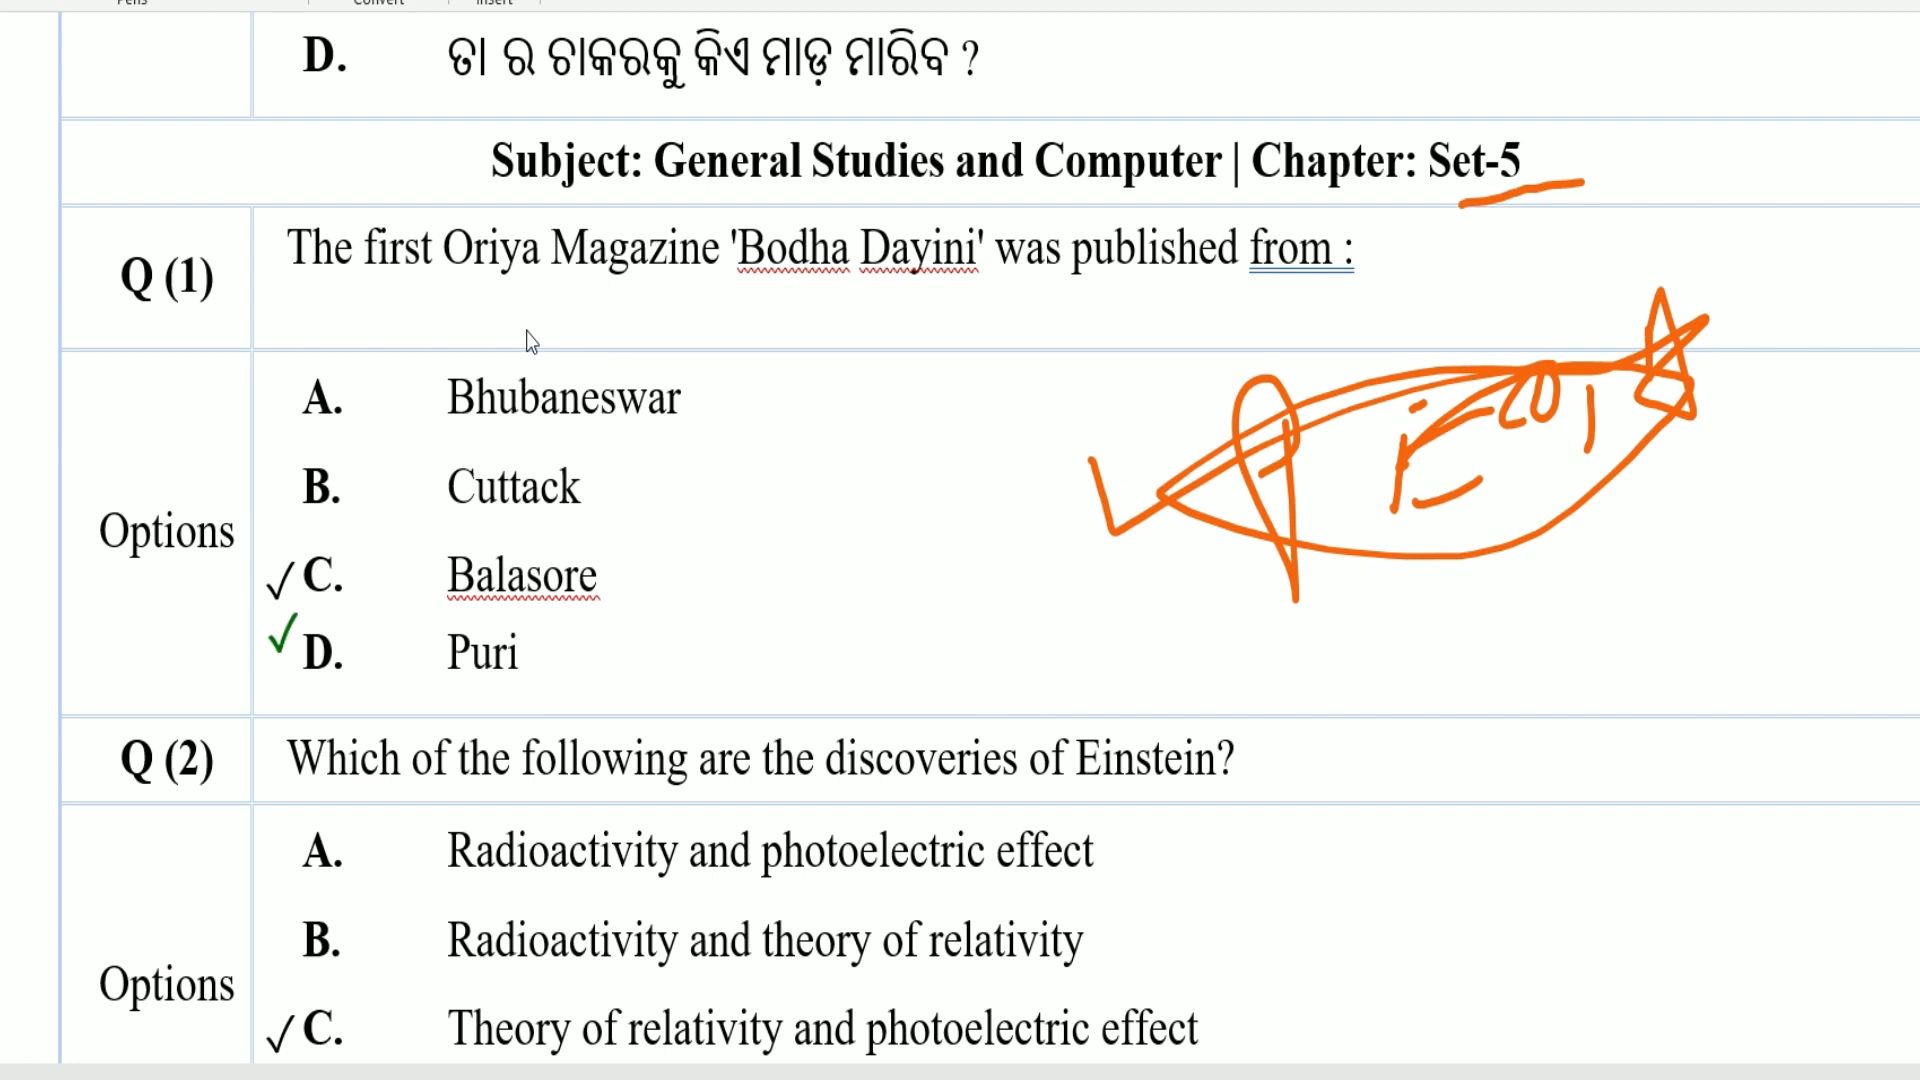 D. ତା ର ଚାକରକୁ କିଏ ମାଡ଼ ମାରିବ ?
Subject: General Studies and Computer | Chapter: Set-5
Q (1) The first Oriya Magazine 'Bodha Dayini' was published from :
Options
A. Bhubaneswar
B. Cuttack
√ C. Balasore
√ D. Puri
Q (2) Which of the following are the discoveries of Einstein?
Options
A. Radioactivity and photoelectric effect
B. Radioactivity and theory of relativity
√ C. Theory of relativity and photoelectric effect